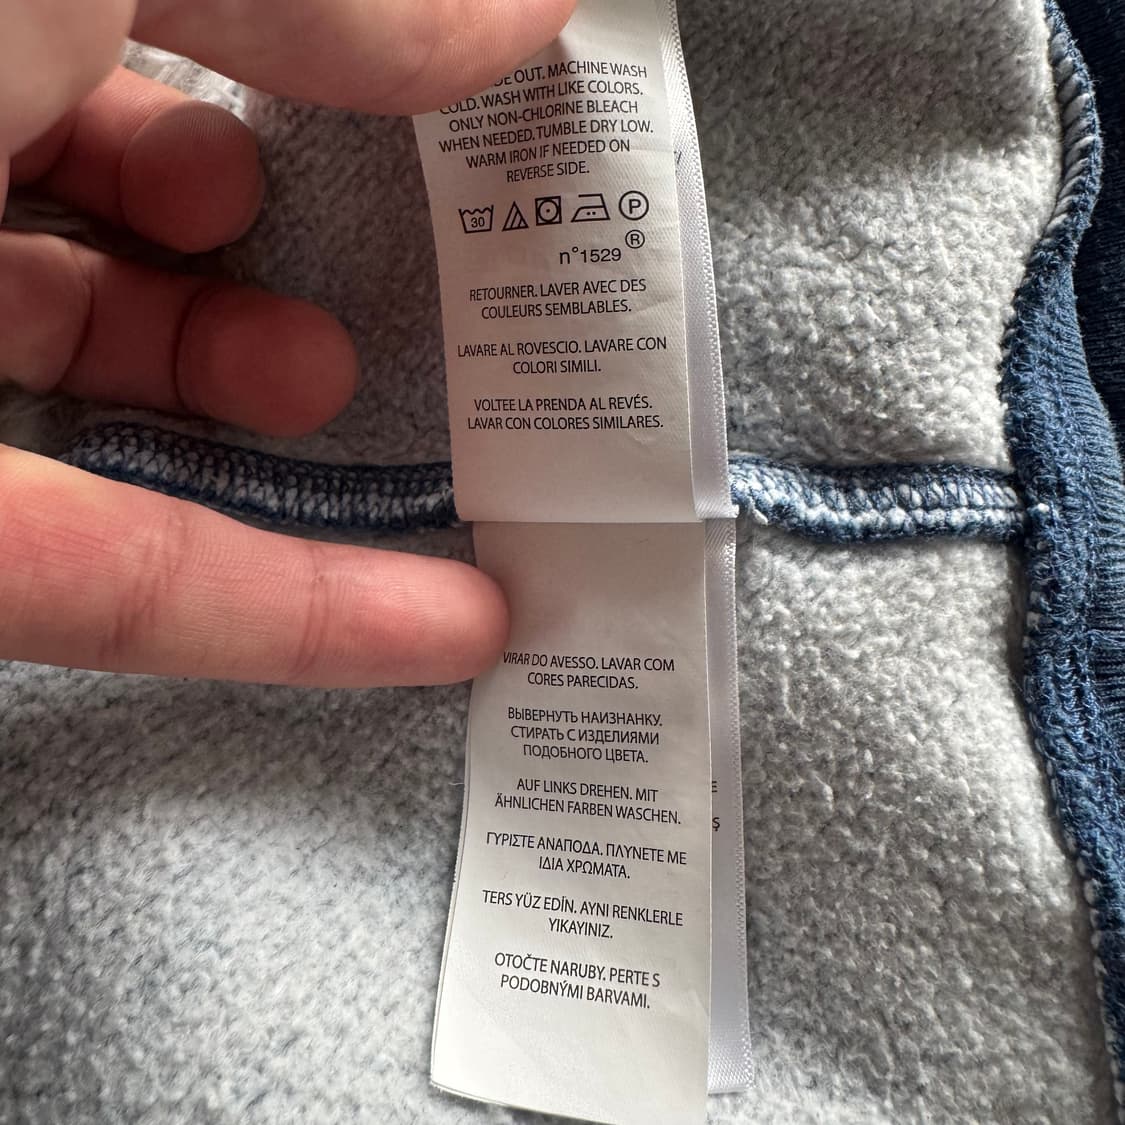 OUT. MACHINE WASH
COLD. WASH WITH LIKE COLORS.
ONLY NON-CHLORINE BLEACH
WHEN NEEDED. TUMBLE DRY LOW.
WARM IRON IF NEEDED ON
REVERSE SIDE.
30 P
n°1529 ®
RETOURNER. LAVER AVEC DES
COULEURS SEMBLABLES.
LAVARE AL ROVESCIO. LAVARE CON
COLORI SIMILI.
VOLTEE LA PRENDA AL REVÉS.
LAVAR CON COLORES SIMILARES.
VIRAR DO AVESSO. LAVAR COM
CORES PARECIDAS.
ВЫВЕРНУТЬ НАИЗНАНКУ.
СТИРАТЬ С ИЗДЕЛИЯМИ
ПОДОБНОГО ЦВЕТА.
AUF LINKS DREHEN. MIT
ÄHNLICHEN FARBEN WASCHEN.
ΓΥΡΙΣΤΕ ΑΝΑΠΟΔΑ. ΠΛΥΝΕΤΕ ΜΕ
ΙΔΙΑ ΧΡΩΜΑΤΑ.
TERS YÜZ EDİN. AYNI RENKLERLE
YIKAYINIZ.
OTOČTE NARUBY. PERTE S
PODOBNÝMI BARVAMI.